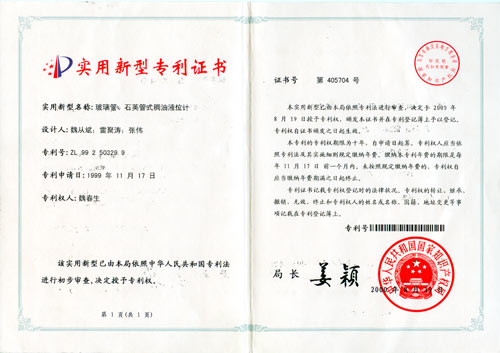 实用新型专利证书
实用新型名称: 玻璃管、石英管式稠油液位计
设计人: 魏从斌; 雷聚涛; 张伟
专利号: ZL 99 2 50329.9
专利申请日: 1999 年 11 月 17 日
专利权人: 魏春生
该实用新型已由本局依照中华人民共和国专利法
进行初步审查,决定授予专利权。
第 1 页(共 1 页)
证书号 第 405704 号
本实用新型已由本局依照专利法进行审查,决定于
8 月 19 日授予专利权,颁发本证书并在专利登记簿上予以登记。
专利权自证书颁发之日起生效。
本专利的专利权期限为十年,自申请日起算。专利权人应当依
照专利法及其实施细则规定缴纳年费。缴纳本专利年费的期限是每
年 11 月 17 日前一个月内。未按照规定缴纳年费的,专利权自
应当缴纳年费期满之日起终止。
专利证书记载专利权登记时的法律状况。专利权的转让、继承、
撤销、无效、终止和专利权人的姓名或名称、国籍、地址变更等事
项记载在专利登记簿上。
专利号
局长 姜颖
中华人民共和国国家知识产权局